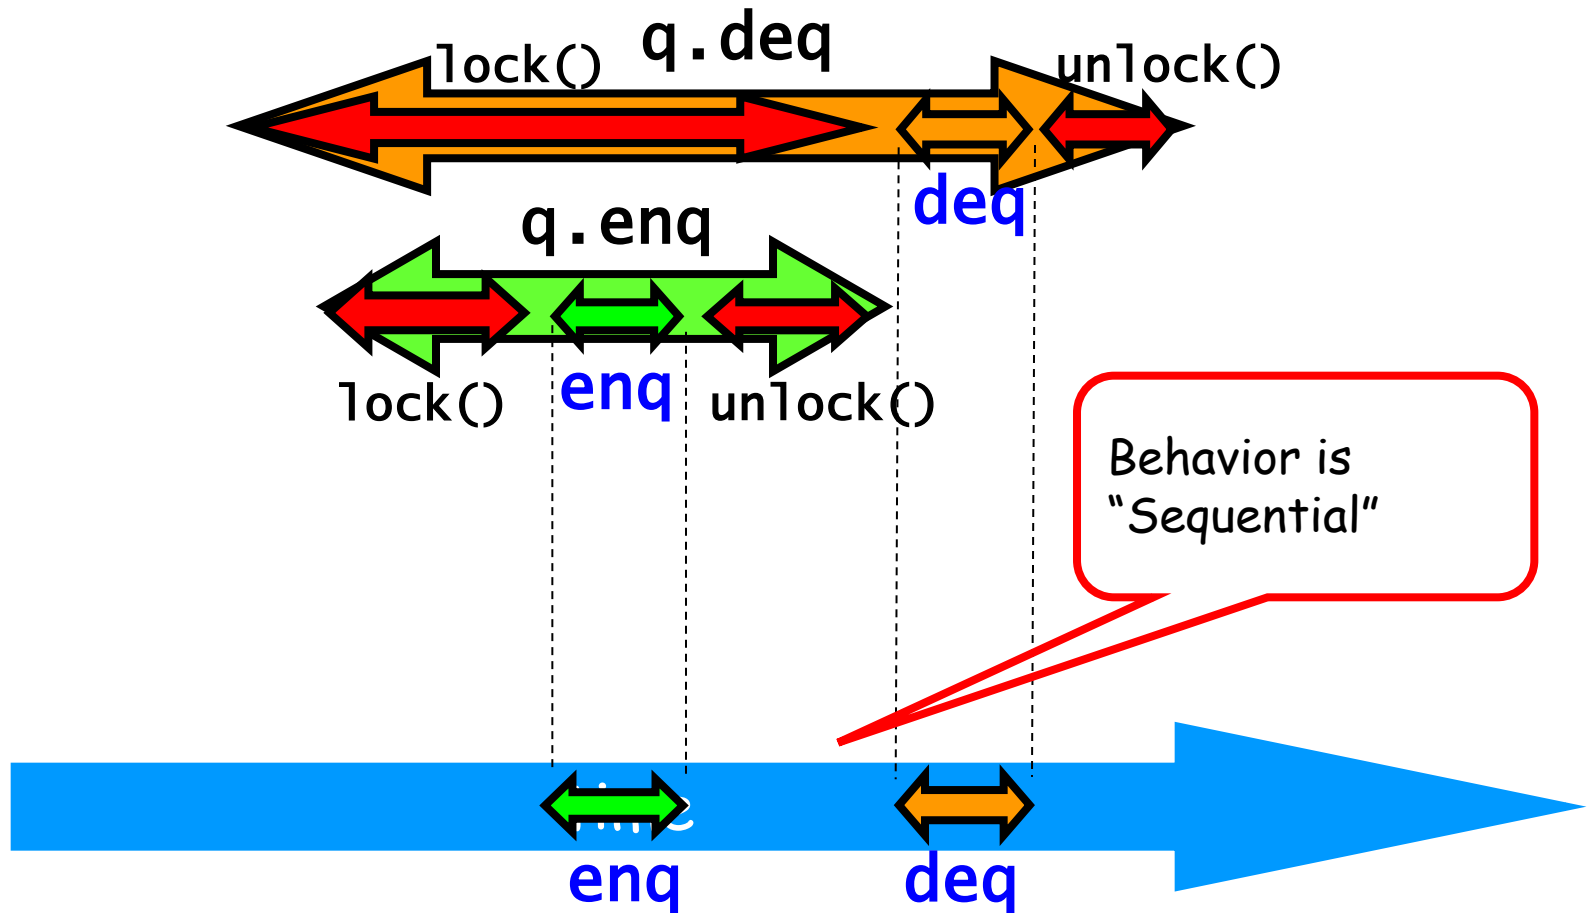 q.deq
lock()
unlock()
deq
q.enq
lock()
enq
unlock()
Behavior is
“Sequential”
enq
deq